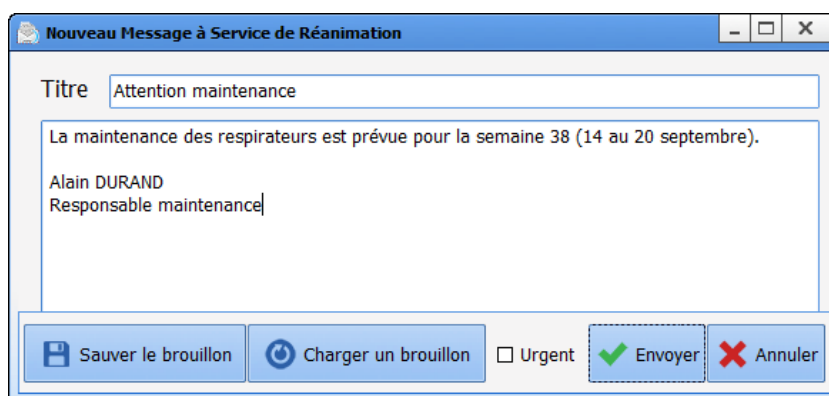 Nouveau Message à Service de Réanimation
Titre
Attention maintenance
La maintenance des respirateurs est prévue pour la semaine 38 (14 au 20 septembre).
Alain DURAND
Responsable maintenance
Sauver le brouillon
Charger un brouillon
Urgent
Envoyer
Annuler